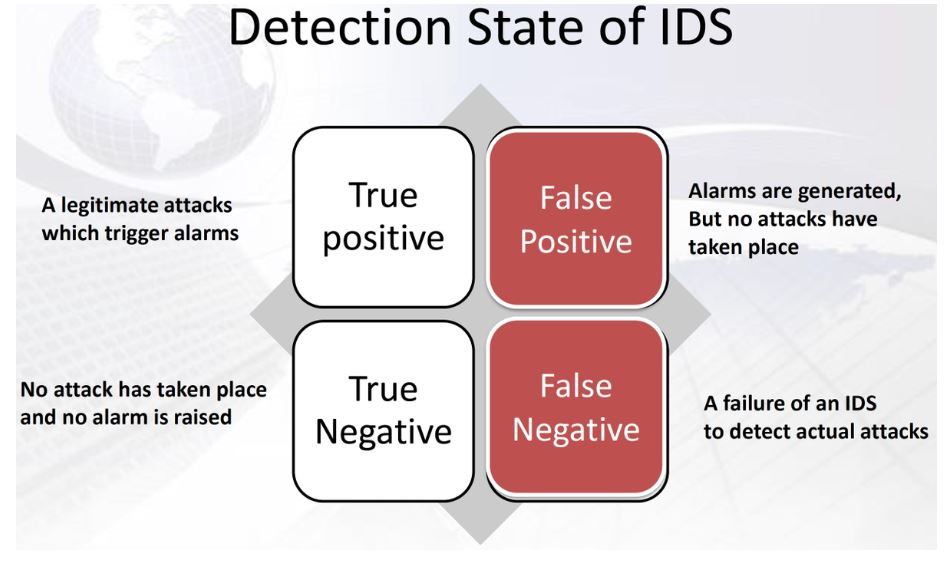 Detection State of IDS
A legitimate attacks
which trigger alarms
True
positive
False
Positive
Alarms are generated,
But no attacks have
taken place
No attack has taken place
and no alarm is raised
True
Negative
False
Negative
A failure of an IDS
to detect actual attacks